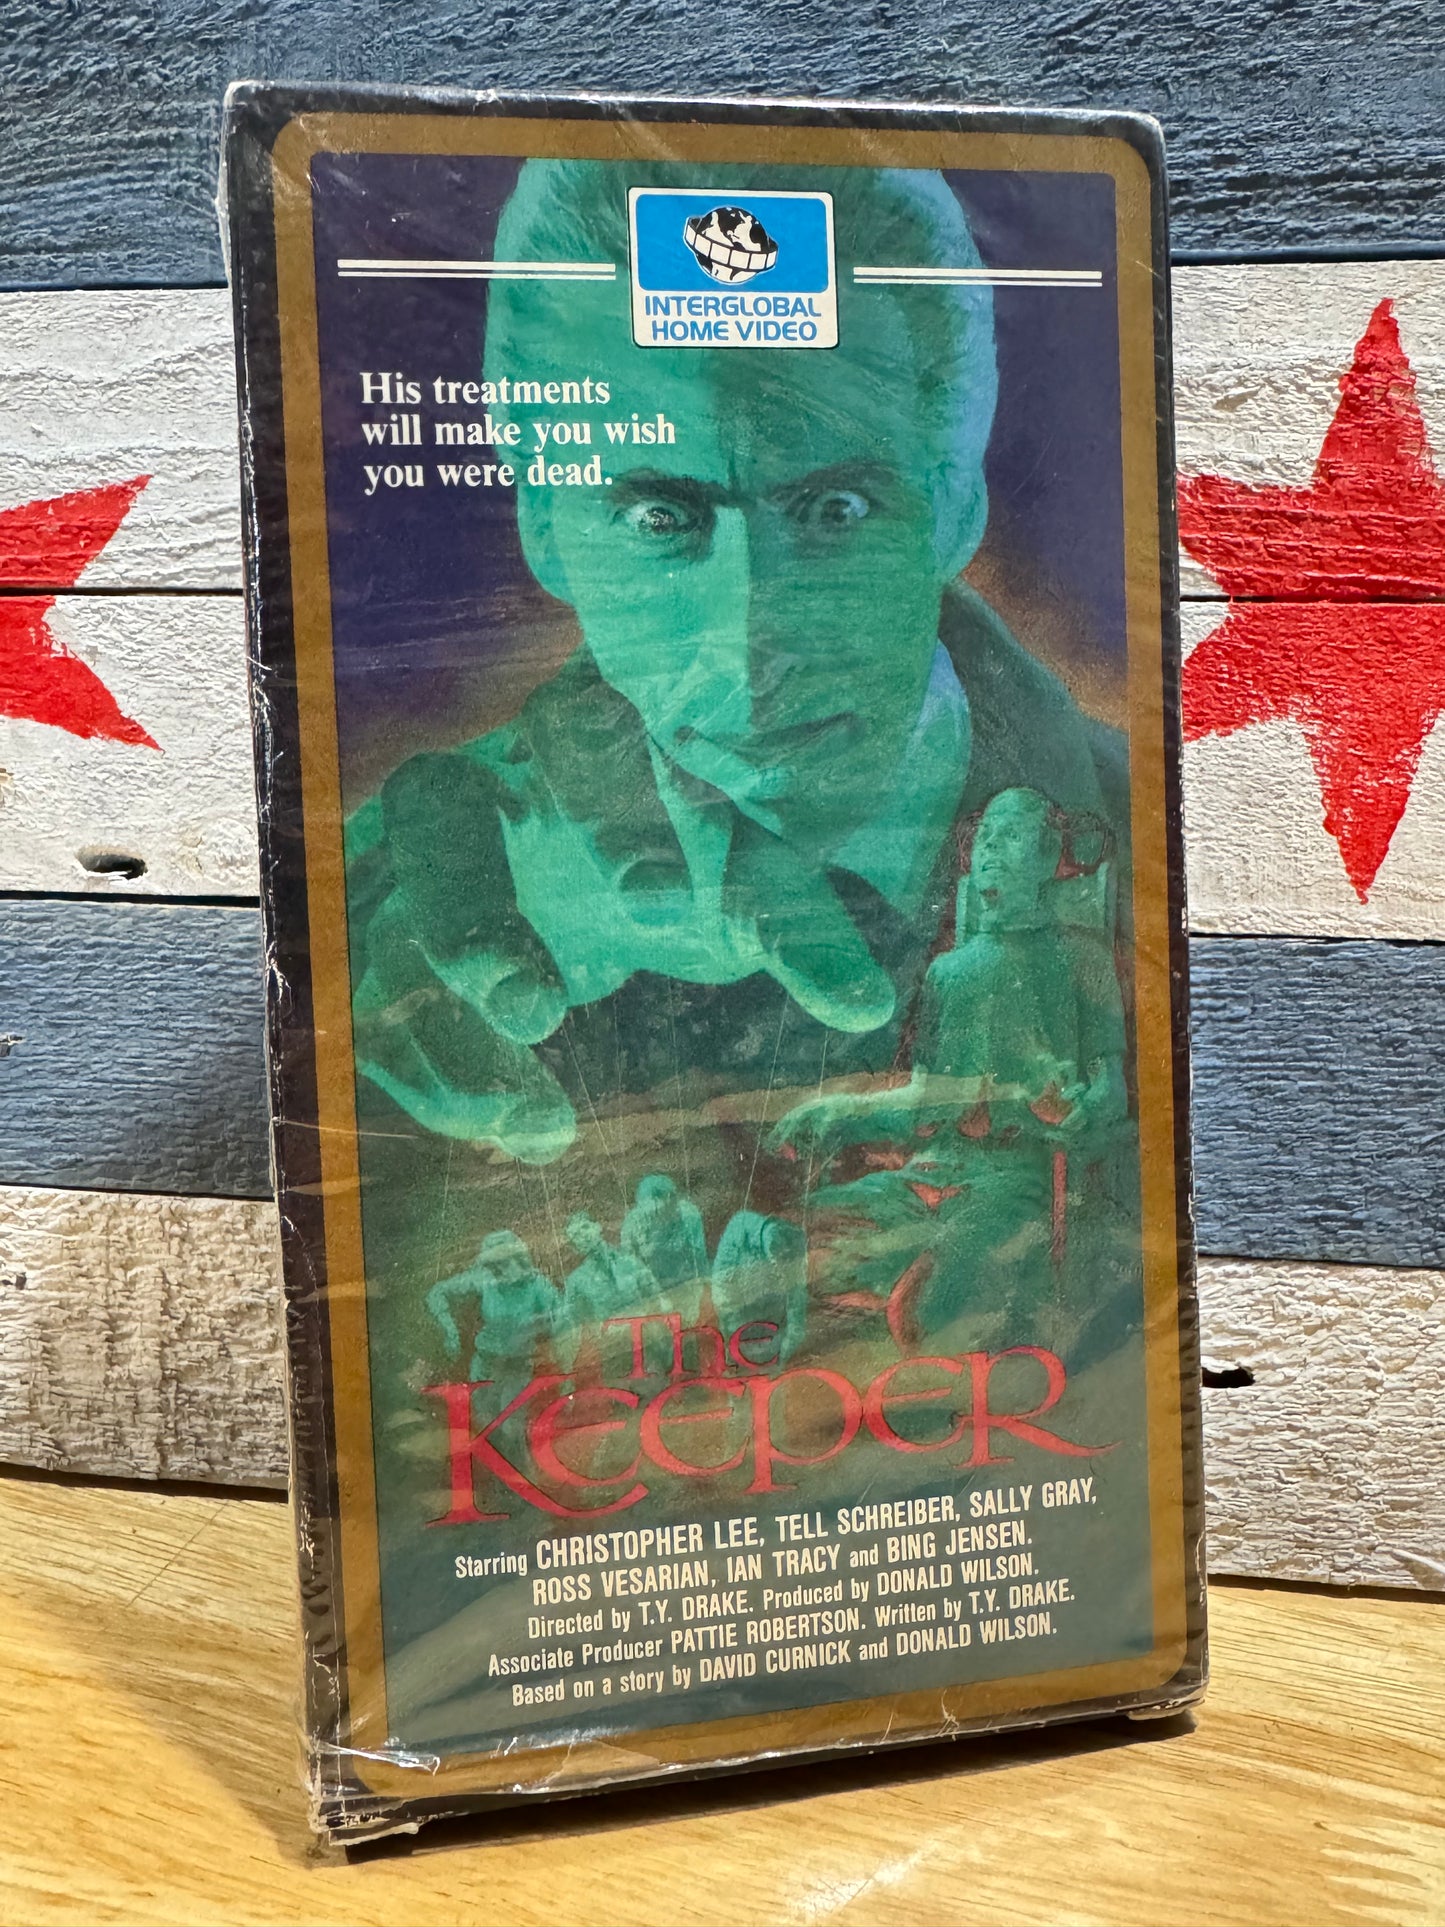 INTERGLOBAL
HOME VIDEO
His treatments
will make you wish
you were dead.
The
Keeper
Starring CHRISTOPHER LEE, TELL SCHREIBER, SALLY GRAY,
ROSS VESARIAN, IAN TRACY and BING JENSEN.
Directed by T.Y. DRAKE. Produced by DONALD WILSON.
Associate Producer PATTIE ROBERTSON. Written by T.Y. DRAKE.
Based on a story by DAVID CURNICK and DONALD WILSON.